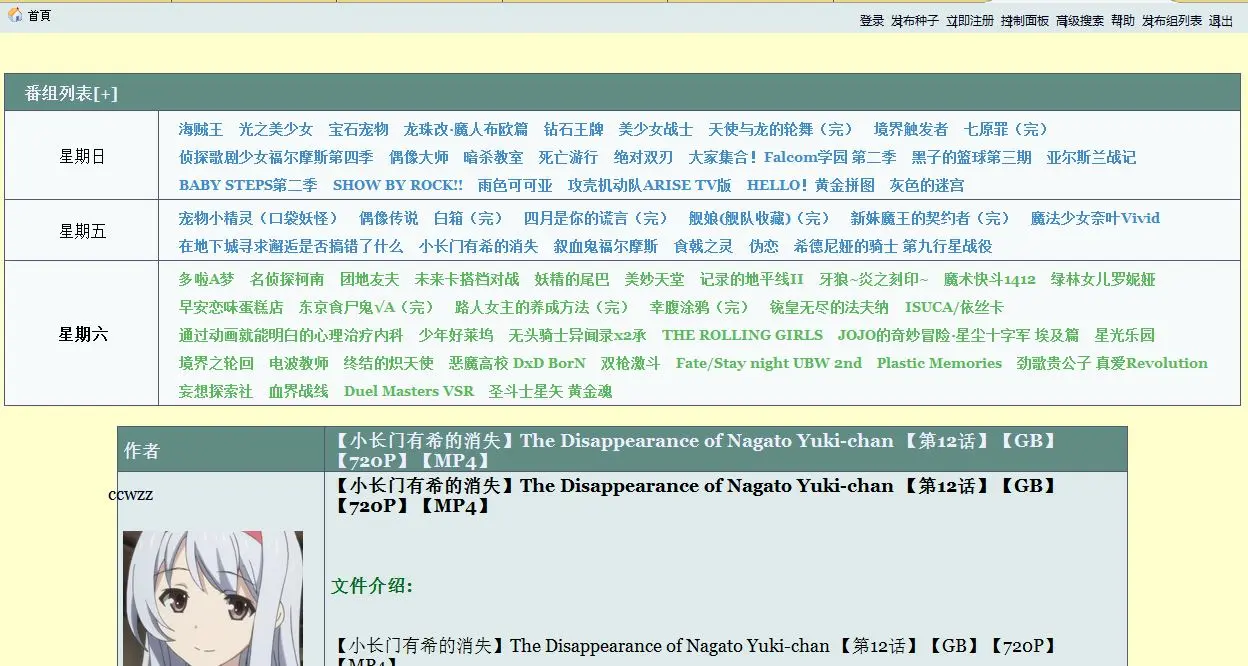 首頁
登录 发布种子 立即注册 控制面板 高级搜索 帮助 发布组列表 退出
番组列表[+]
星期日
海贼王 光之美少女 宝石宠物 龙珠改·魔人布欧篇 钻石王牌 美少女战士 天使与龙的轮舞（完） 境界触发者 七原罪（完）
侦探歌剧少女福尔摩斯第四季 偶像大师 暗杀教室 死亡游行 绝对双刃 大家集合！Falcom学园 第二季 黑子的篮球第三期 亚尔斯兰战记
BABY STEPS第二季 SHOW BY ROCK!! 雨色可可亚 攻壳机动队ARISE TV版 HELLO！黄金拼图 灰色的迷宫
星期五
宠物小精灵（口袋妖怪） 偶像传说 白箱（完） 四月是你的谎言（完） 舰娘(舰队收藏)（完） 新妹魔王的契约者（完） 魔法少女奈叶Vivid
在地下城寻求邂逅是否搞错了什么 小长门有希的消失 叙血鬼福尔摩斯 食戟之灵 伪恋 希德尼娅的骑士 第九行星战役
星期六
多啦A梦 名侦探柯南 团地友夫 未来卡搭档对战 妖精的尾巴 美妙天堂 记录的地平线II 牙狼~炎之刻印~ 魔术快斗1412 绿林女儿罗妮娅
早安恋味蛋糕店 东京食尸鬼√A（完） 路人女主的养成方法（完） 幸腹涂鸦（完） 铳皇无尽的法夫纳 ISUCA/依丝卡
通过动画就能明白的心理治疗内科 少年好莱坞 无头骑士异闻录x2承 THE ROLLING GIRLS JOJO的奇妙冒险·星尘十字军 埃及篇 星光乐园
境界之轮回 电波教师 终结的炽天使 恶魔高校 DxD BorN 双枪激斗 Fate/Stay night UBW 2nd Plastic Memories 劲歌贵公子 真爱Revolution
妄想探索社 血界战线 Duel Masters VSR 圣斗士星矢 黄金魂
作者
【小长门有希的消失】The Disappearance of Nagato Yuki-chan 【第12话】【GB】
【720P】【MP4】
ccwzz
【小长门有希的消失】The Disappearance of Nagato Yuki-chan 【第12话】【GB】
【720P】【MP4】
文件介绍:
【小长门有希的消失】The Disappearance of Nagato Yuki-chan 【第12话】【GB】【720P】
【MP4】